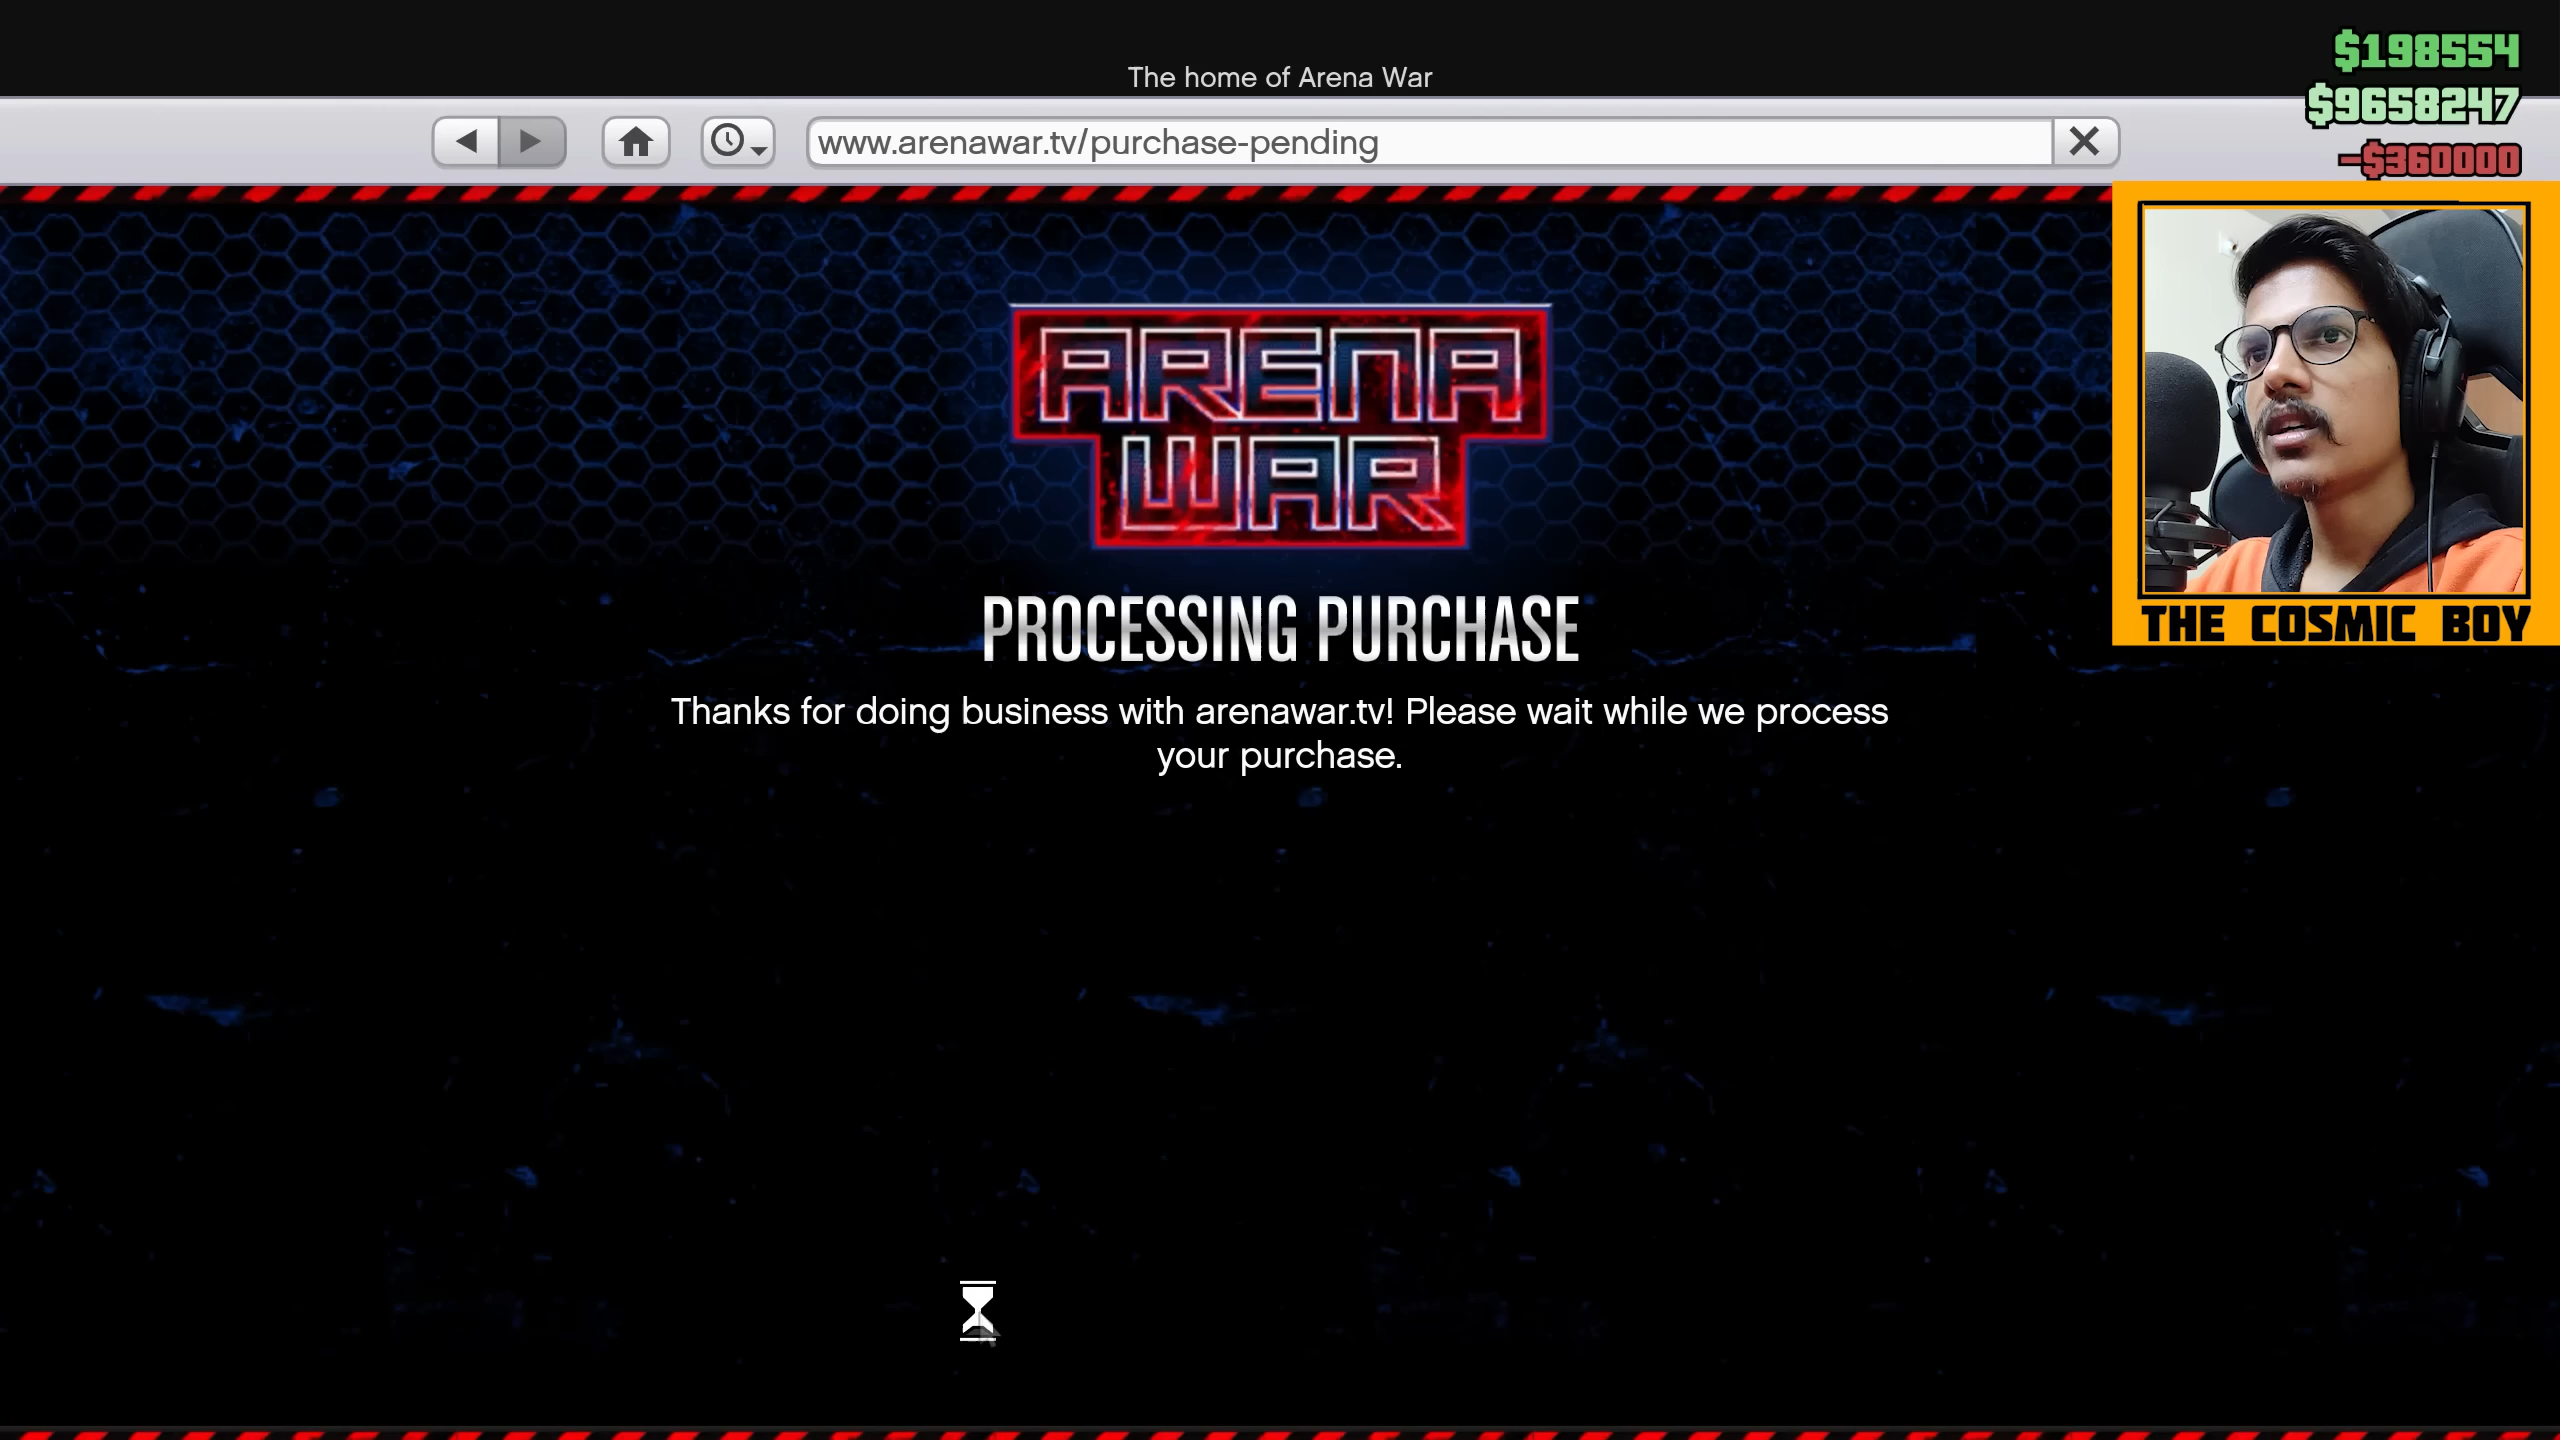 The home of Arena War
$198554
www.arenawar.tv/purchase-pending
$9658247
-$360000
ARENA
WAR
THE COSMIC BOY
PROCESSING PURCHASE
Thanks for doing business with arenawar.tv! Please wait while we process
your purchase.